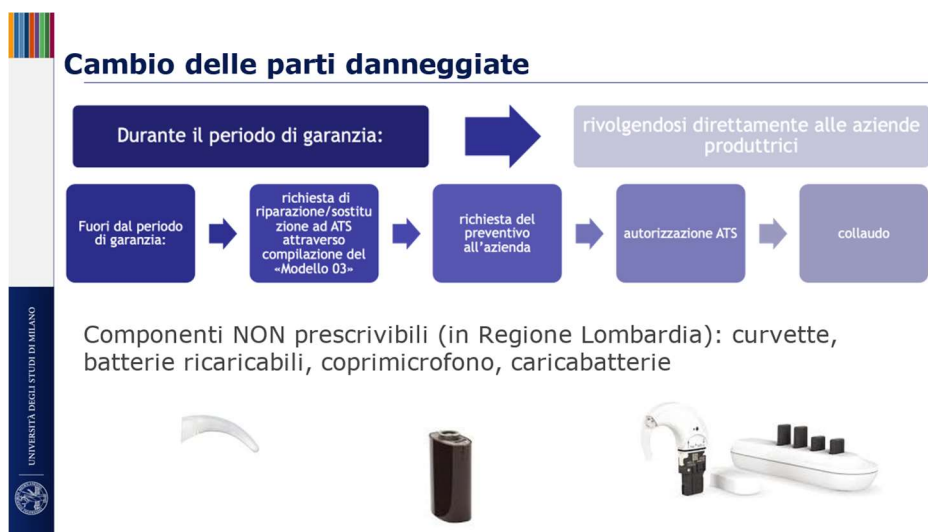 Cambio delle parti danneggiate
Durante il periodo di garanzia:
rivolgendosi direttamente alle aziende
produttrici
Fuori dal periodo
di garanzia:
richiesta di
riparazione/sostitu
zione ad ATS
attraverso
compilazione del
«Modello 03»
richiesta del
preventivo
all'azienda
autorizzazione ATS
collaudo
Componenti NON prescrivibili (in Regione Lombardia): curvette,
batterie ricaricabili, coprimicrofono, caricabatterie
UNIVERSITÀ DEGLI STUDI DI MILANO